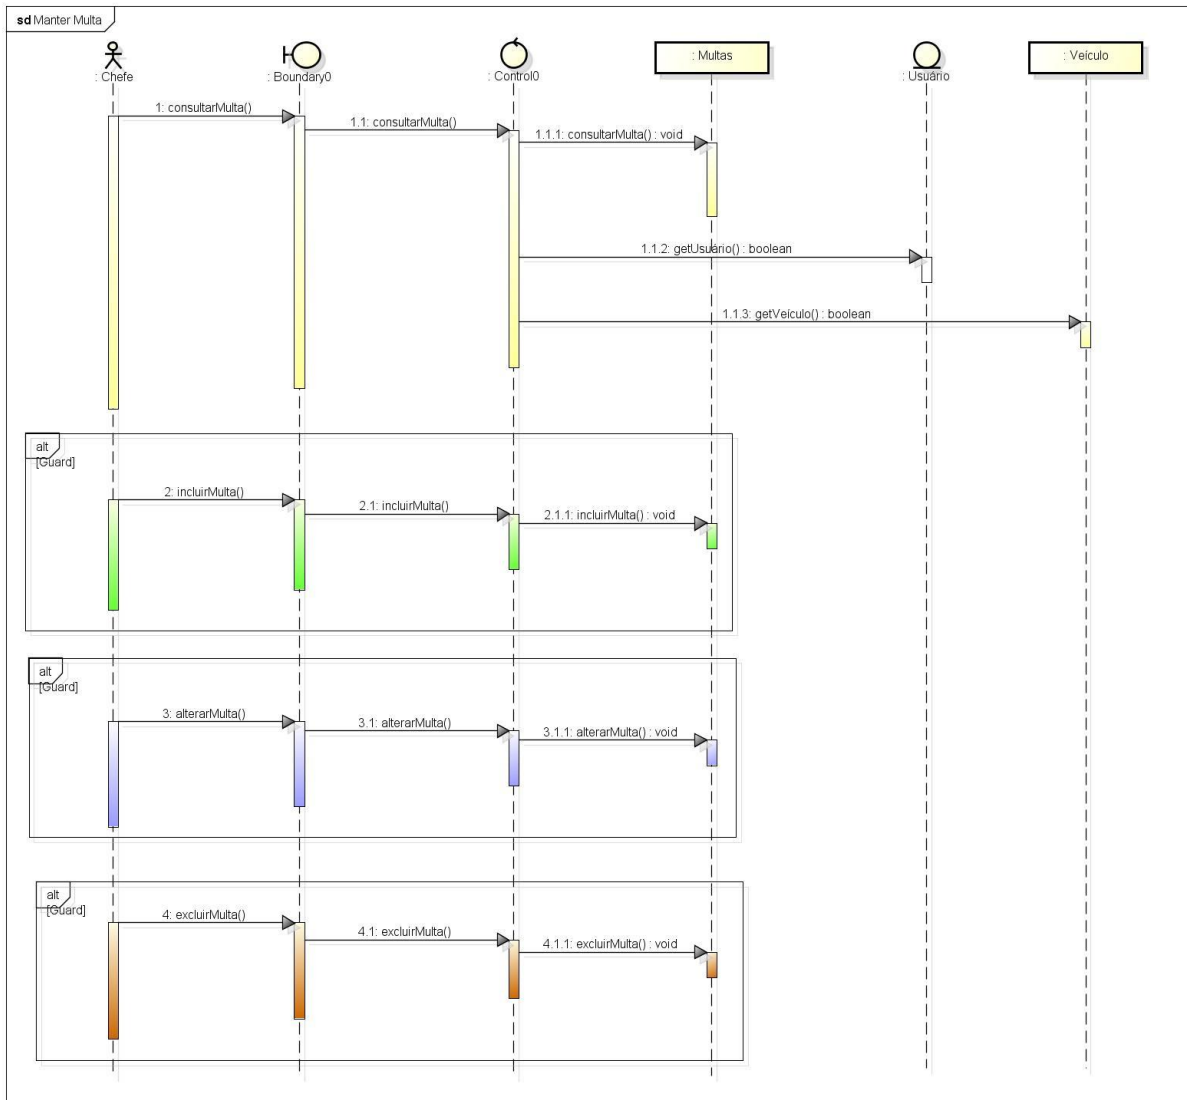 sd Manter Multa
: Chefe
: Boundary0
: Control0
: Multas
: Usuário
: Veículo
1: consultarMulta()
1.1: consultarMulta()
1.1.1: consultarMulta() : void
1.1.2: getUsuário() : boolean
1.1.3: getVeículo() : boolean
alt
[Guard]
2: incluirMulta()
2.1: incluirMulta()
2.1.1: incluirMulta() : void
alt
[Guard]
3: alterarMulta()
3.1: alterarMulta()
3.1.1: alterarMulta() : void
alt
[Guard]
4: excluirMulta()
4.1: excluirMulta()
4.1.1: excluirMulta() : void